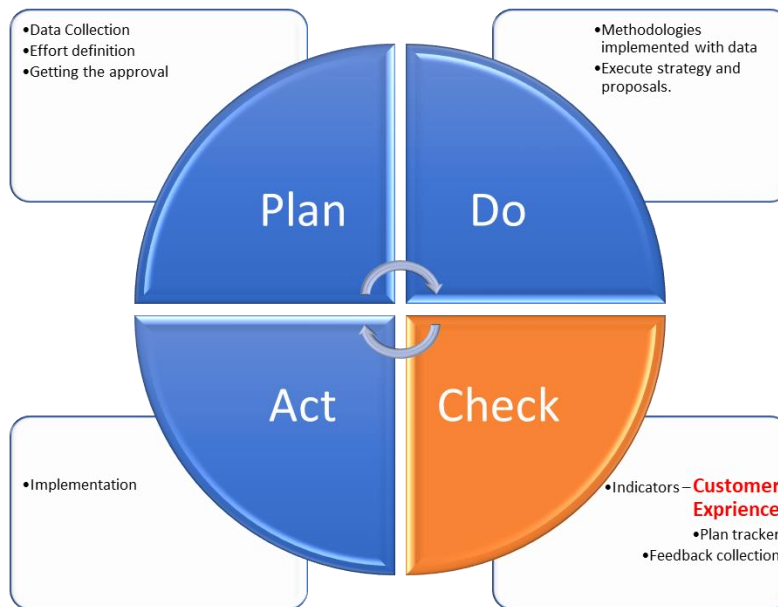 •Data Collection
•Effort definition
•Getting the approval
•Methodologies
implemented with data
•Execute strategy and
proposals.
Plan
Do
Act
Check
•Implementation
•Indicators – Customer
Exprience
•Plan tracker
•Feedback collection